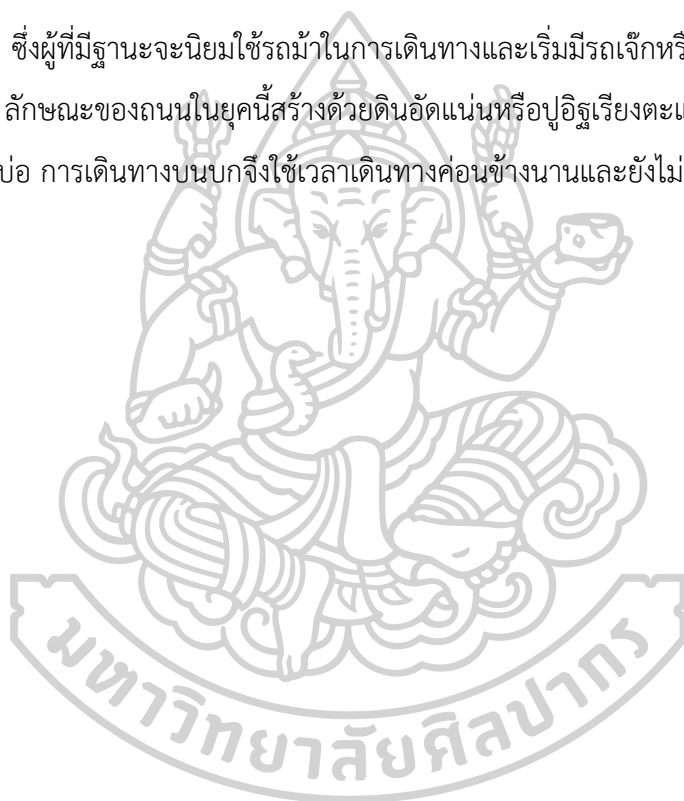 ซึ่งผู้ที่มีฐานะจะนิยมใช้รถม้าในการเดินทางและเริ่มมีรถเจ๊กหรื
ลักษณะของถนนในยุคนี้สร้างด้วยดินอัดแน่นหรือปูอิฐเรียงตะแ
บ่อ การเดินทางบนบกจึงใช้เวลาเดินทางค่อนข้างนานและยังไม่
มหาวิทยาลัยศิลปากร